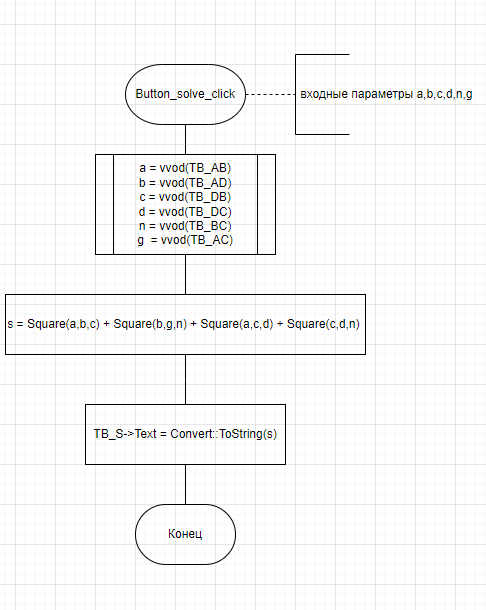 Button_solve_click
входные параметры a,b,c,d,n,g
a = vvod(TB_AB)
b = vvod(TB_AD)
c = vvod(TB_DB)
d = vvod(TB_DC)
n = vvod(TB_BC)
g = vvod(TB_AC)
s = Square(a,b,c) + Square(b,g,n) + Square(a,c,d) + Square(c,d,n)
TB_S->Text = Convert::ToString(s)
Конец